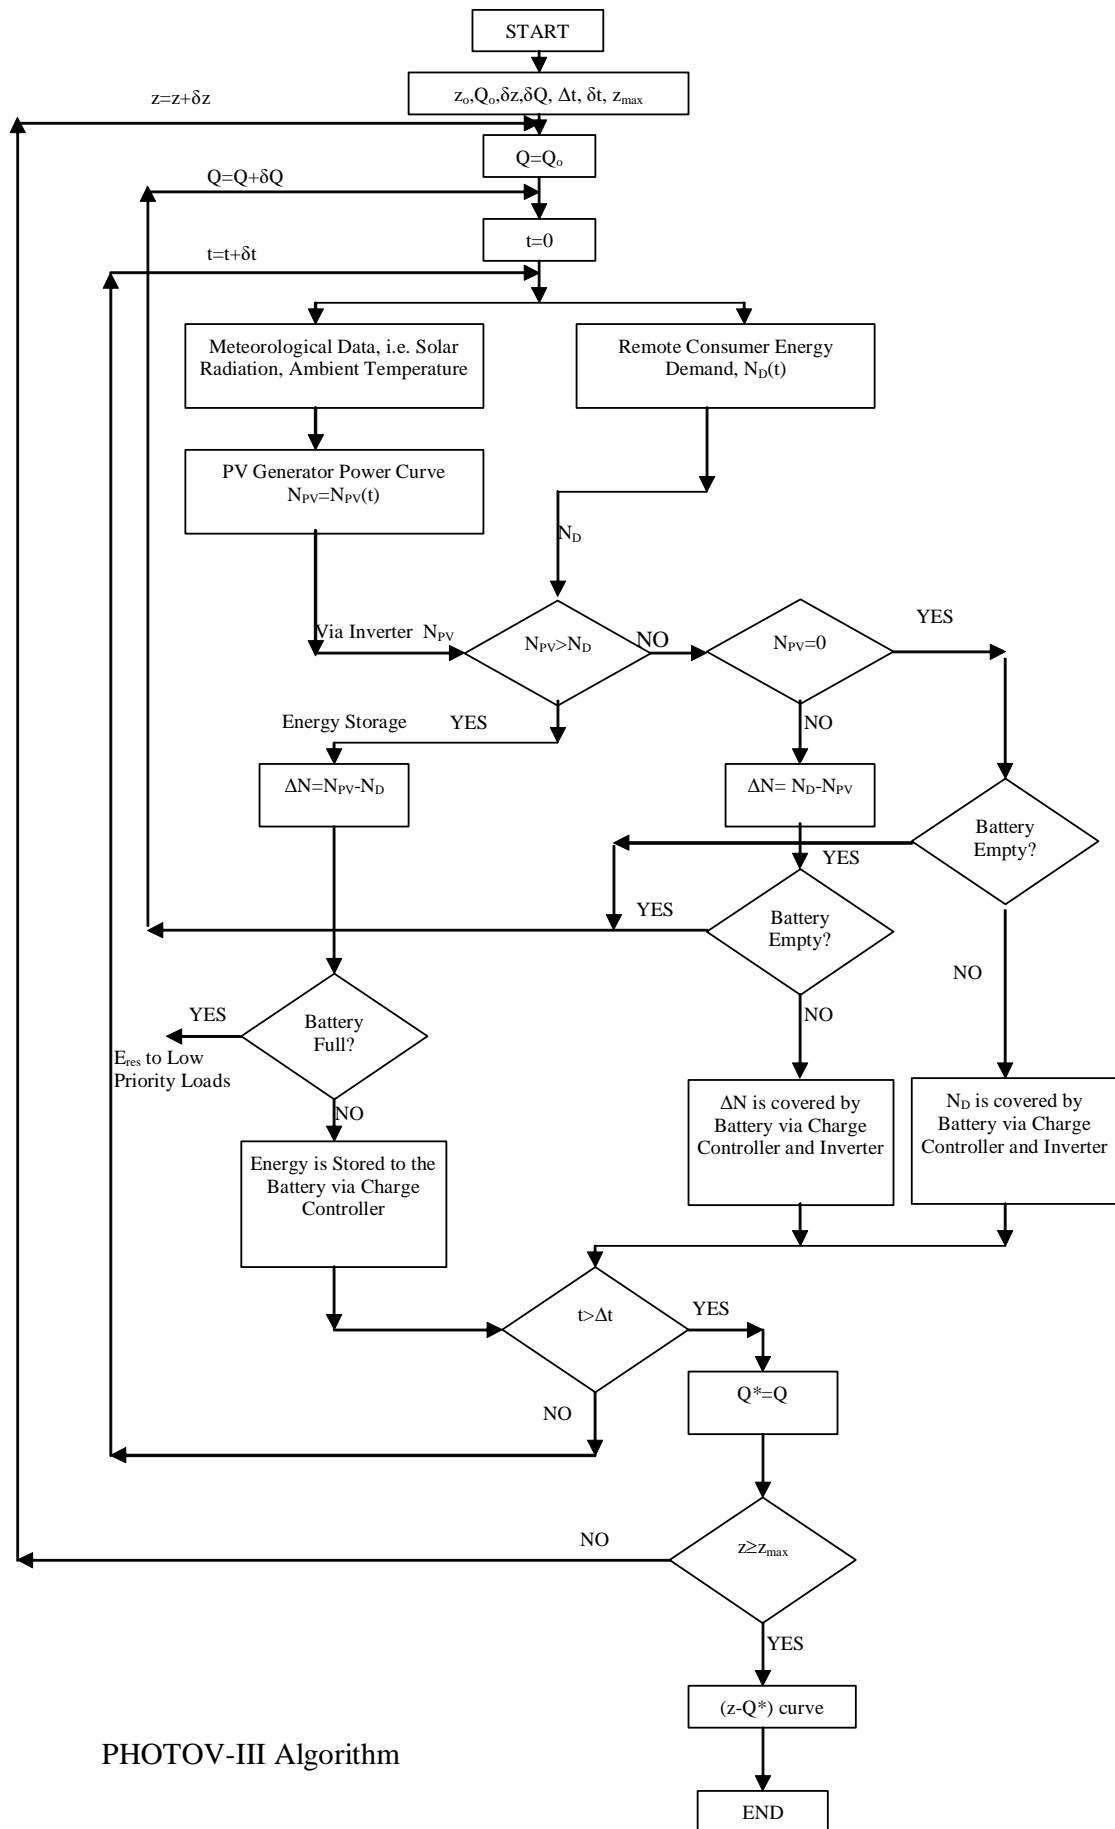 START
z₀,Q₀,δz,δQ, Δt, δt, zmax
z=z+δz
Q=Q₀
Q=Q+δQ
t=0
t=t+δt
Meteorological Data, i.e. Solar
Radiation, Ambient Temperature
Remote Consumer Energy
Demand, N_D(t)
PV Generator Power Curve
N_PV=N_PV(t)
N_D
Via Inverter N_PV
N_PV>N_D
NO
N_PV=0
YES
Energy Storage
YES
NO
ΔN=N_PV-N_D
ΔN= N_D-N_PV
Battery
Empty?
YES
Battery
Empty?
YES
NO
NO
YES
Battery
Full?
E_res to Low
Priority Loads
NO
ΔN is covered by
Battery via Charge
Controller and Inverter
N_D is covered by
Battery via Charge
Controller and Inverter
Energy is Stored to the
Battery via Charge
Controller
t>Δt
YES
NO
Q*=Q
z≥zmax
NO
YES
(z-Q*) curve
PHOTOV-III Algorithm
END